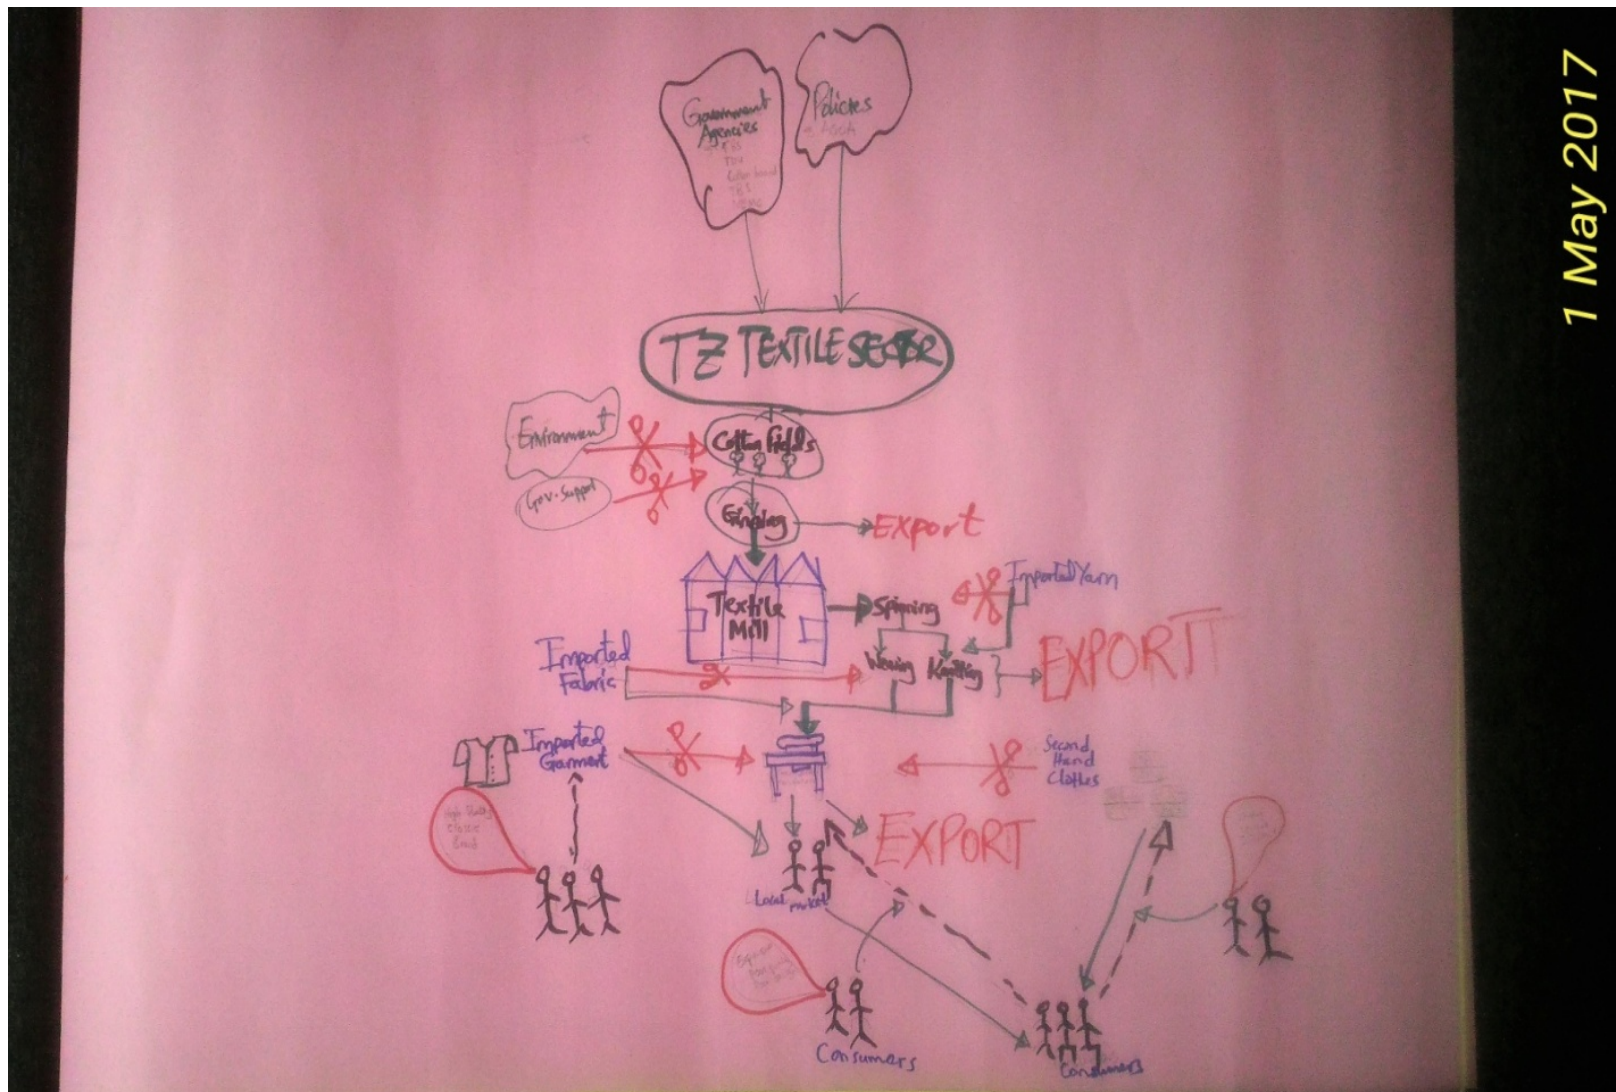 Government
Agencies
Policies
TZ TEXTILE SECTOR
Environment
Cotton Fields
Gov. Support
Ginning
Export
Imported Yarn
Textile
Mill
Spinning
Imported
Fabric
Weaving
Knitting
EXPORTT
Imported
Garment
Second
Hand
Clothes
EXPORT
Local market
Consumers
Consumers
1 May 2017